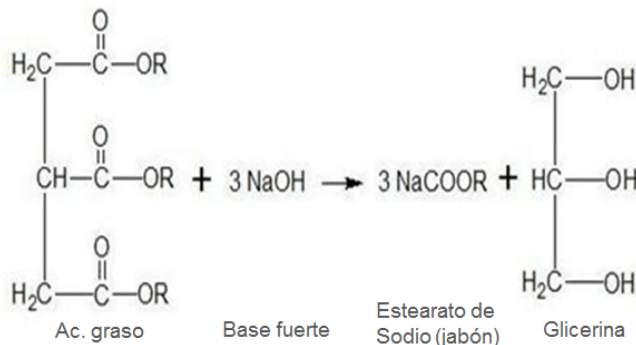 O
H₂C—C—OR
O
CH—C—OR + 3 NaOH → 3 NaCOOR +
O
H₂C—C—OR
H₂C—OH
HC—OH
H₂C—OH
Ac. graso
Base fuerte
Estearato de
Sodio (jabón)
Glicerina